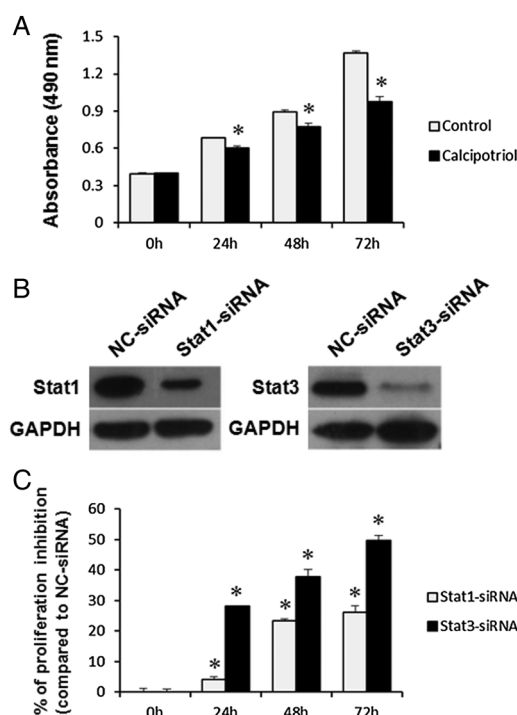 A
Absorbance (490 nm)
1.5
1.2
0.9
0.6
0.3
0
*
*
*
0h
24h
48h
72h
Control
Calcipotriol
B
NC-siRNA
Stat1-siRNA
NC-siRNA
Stat3-siRNA
Stat1
Stat3
GAPDH
GAPDH
C
% of proliferation inhibition
(compared to NC-siRNA)
60
50
40
30
20
10
0
*
*
*
*
*
*
0h
24h
48h
72h
Stat1-siRNA
Stat3-siRNA